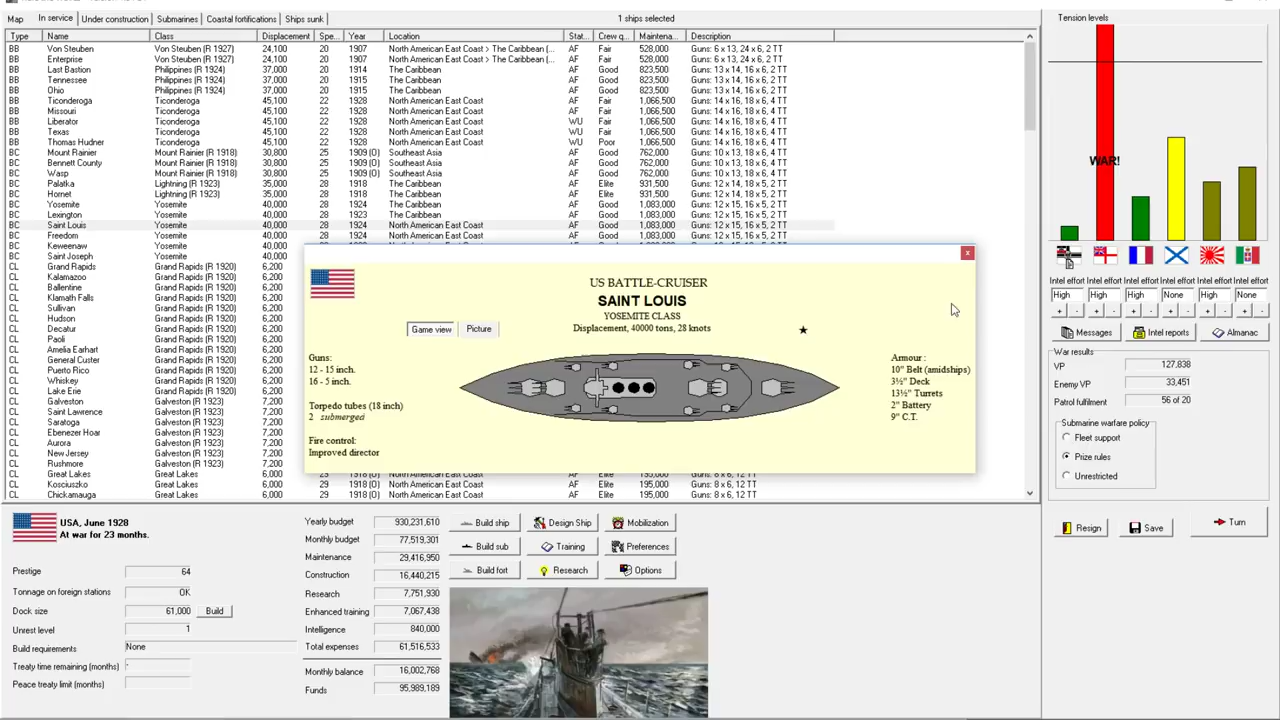 Map In service Under construction Submarines Coastal fortifications Ships sunk 1 ships selected
Type Name Class Displacement Spe... Year Location Stat... Crew q... Maintena... Description
BB Von Steuben Von Steuben (R 1927) 24,100 20 1907 North American East Coast > The Caribbean (... AF Fair 528,000 Guns: 6 x 13, 24 x 6, 2 TT
BB Enterprise Von Steuben (R 1927) 24,100 20 1907 North American East Coast > The Caribbean (... AF Fair 528,000 Guns: 6 x 13, 24 x 6, 2 TT
BB Last Bastion Philippines (R 1924) 37,000 20 1914 The Caribbean AF Good 823,500 Guns: 13 x 14, 16 x 6, 2 TT
BB Tennessee Philippines (R 1924) 37,000 20 1915 The Caribbean AF Good 823,500 Guns: 13 x 14, 16 x 6, 2 TT
BB Ohio Philippines (R 1924) 37,000 20 1915 The Caribbean AF Good 823,500 Guns: 13 x 14, 16 x 6, 2 TT
BB Ticonderoga Ticonderoga 45,100 22 1928 North American East Coast AF Fair 1,066,500 Guns: 14 x 16, 18 x 6, 4 TT
BB Missouri Ticonderoga 45,100 22 1928 North American East Coast AF Fair 1,066,500 Guns: 14 x 16, 18 x 6, 4 TT
BB Liberator Ticonderoga 45,100 22 1928 North American East Coast WU Fair 1,066,500 Guns: 14 x 16, 18 x 6, 4 TT
BB Texas Ticonderoga 45,100 22 1928 North American East Coast WU Fair 1,066,500 Guns: 14 x 16, 18 x 6, 4 TT
BB Thomas Hudner Ticonderoga 45,100 22 1928 North American East Coast WU Poor 1,066,500 Guns: 14 x 16, 18 x 6, 4 TT
BC Mount Rainier Mount Rainier (R 1918) 30,800 25 1909 (O) Southeast Asia AF Good 762,000 Guns: 10 x 13, 14 x 5, 2 TT
BC Bennett County Mount Rainier (R 1918) 30,800 25 1909 (O) Southeast Asia AF Good 762,000 Guns: 10 x 13, 14 x 5, 2 TT
BC Wasp Mount Rainier (R 1918) 30,800 25 1909 (O) Southeast Asia AF Good 762,000 Guns: 10 x 13, 14 x 5, 2 TT
BC Palatka Lightning (R 1923) 35,000 28 1918 The Caribbean AF Elite 931,500 Guns: 12 x 14, 18 x 5, 2 TT
BC Hornet Lightning (R 1923) 35,000 28 1918 The Caribbean AF Elite 931,500 Guns: 12 x 14, 18 x 5, 2 TT
BC Yosemite Yosemite 40,000 28 1924 The Caribbean AF Good 1,083,000 Guns: 12 x 15, 16 x 5, 2 TT
BC Lexington Yosemite 40,000 28 1923 The Caribbean AF Good 1,083,000 Guns: 12 x 15, 16 x 5, 2 TT
BC Saint Louis Yosemite 40,000 28 1924 North American East Coast AF Good 1,083,000 Guns: 12 x 15, 16 x 5, 2 TT
BC Freedom Yosemite 40,000 28 1924 North American East Coast AF Good 1,083,000 Guns: 12 x 15, 16 x 5, 2 TT
BC Keweenaw Yosemite 40,000
BC Saint Joseph Yosemite 40,000
CL Grand Rapids Grand Rapids (R 1920) 6,200
CL Kalamazoo Grand Rapids (R 1920) 6,200
CL Ballentine Grand Rapids (R 1920) 6,200
CL Klamath Falls Grand Rapids (R 1920) 6,200
CL Sullivan Grand Rapids (R 1920) 6,200
CL Hudson Grand Rapids (R 1920) 6,200
CL Decatur Grand Rapids (R 1920) 6,200
CL Paoli Grand Rapids (R 1920) 6,200
CL Amelia Earhart Grand Rapids (R 1920) 6,200
CL General Custer Grand Rapids (R 1920) 6,200
CL Puerto Rico Grand Rapids (R 1920) 6,200
CL Whiskey Grand Rapids (R 1920) 6,200
CL Lake Erie Grand Rapids (R 1920) 6,200
CL Galveston Galveston (R 1923) 7,200
CL Saint Lawrence Galveston (R 1923) 7,200
CL Saratoga Galveston (R 1923) 7,200
CL Ebenezer Hoar Galveston (R 1923) 7,200
CL Aurora Galveston (R 1923) 7,200
CL New Jersey Galveston (R 1923) 7,200
CL Rushmore Galveston (R 1923) 7,200
CL Great Lakes Great Lakes 6,000
CL Kosciuszko Great Lakes 6,000 29 1918 (O) North American East Coast AF Good 195,000 Guns: 8 x 6, 12 TT
CL Chickamauga Great Lakes 6,000 29 1918 (O) North American East Coast AF Good 195,000 Guns: 8 x 6, 12 TT
US BATTLE-CRUISER
SAINT LOUIS
YOSEMITE CLASS
Displacement, 40000 tons, 28 knots
Game view Picture
Guns:
12 - 15 inch.
16 - 5 inch.
Torpedo tubes (18 inch)
2 submerged
Fire control:
Improved director
Armour :
10" Belt (amidships)
3½" Deck
13½" Turrets
2" Battery
9" C.T.
Tension levels
WAR!
Intel effort Intel effort Intel effort Intel effort Intel effort Intel effort
High High High None High None
+ - + - + - + - + - + -
Messages Intel reports Almanac
War results
VP 127,838
Enemy VP 33,451
Patrol fulfilment 56 of 20
Submarine warfare policy
Fleet support
Prize rules
Unrestricted
Resign Save Turn
USA, June 1928
At war for 23 months.
Prestige 64
Tonnage on foreign stations OK
Dock size 61,000 Build
Unrest level 1
Build requirements None
Treaty time remaining (months) -
Peace treaty limit (months)
Yearly budget 930,231,610
Monthly budget 77,519,301
Maintenance 29,416,950
Construction 16,440,215
Research 7,751,930
Enhanced training 7,067,438
Intelligence 840,000
Total expenses 61,516,533
Monthly balance 16,002,768
Funds 95,989,189
Build ship Design Ship Mobilization
Build sub Training Preferences
Build fort Research Options